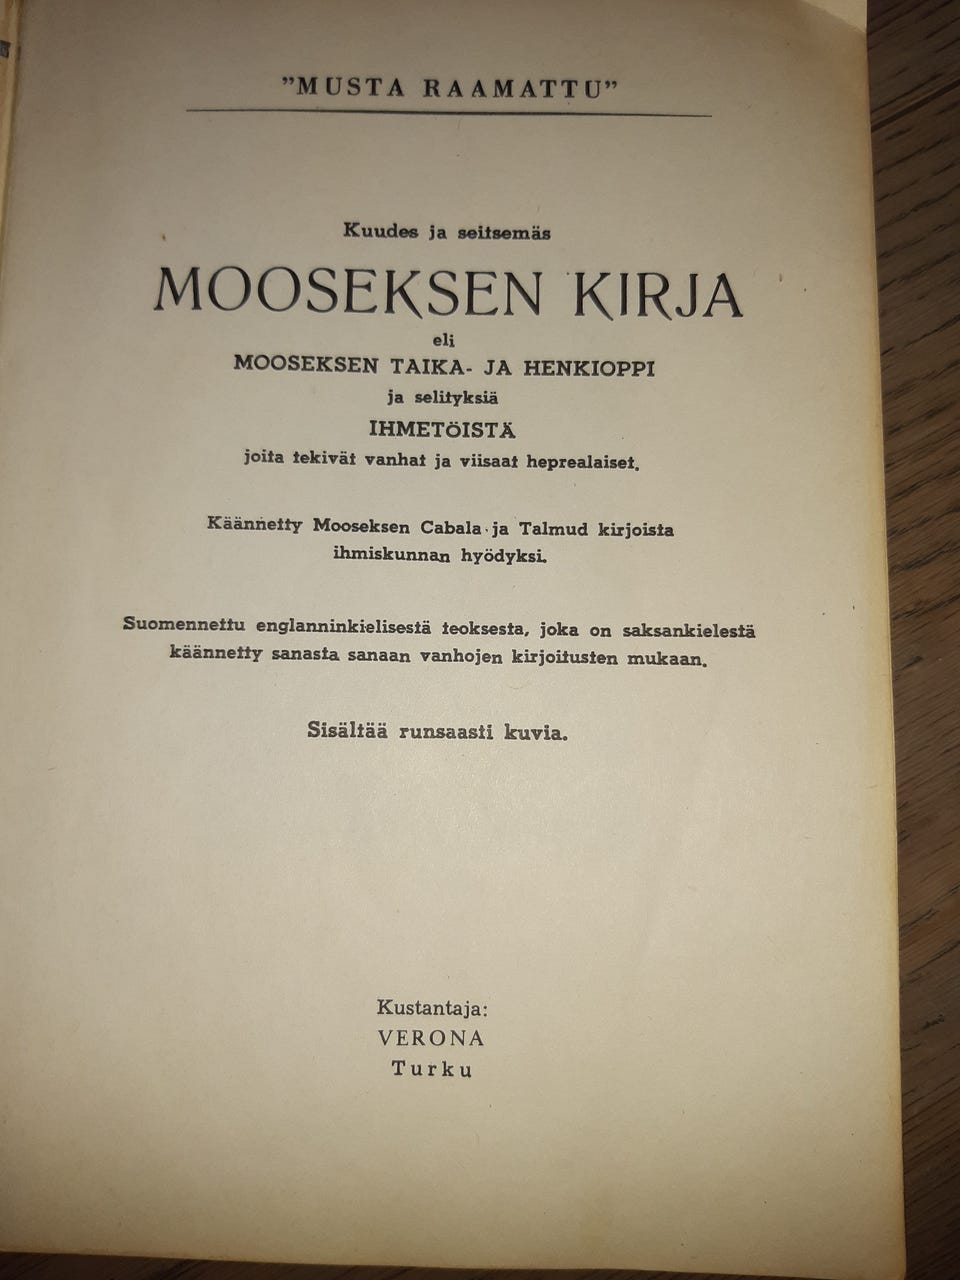 ”MUSTA RAAMATTU”
Kuudes ja seitsemäs
MOOSEKSEN KIRJA
eli
MOOSEKSEN TAIKA- JA HENKIOPPI
ja selityksiä
IHMETÖISTÄ
joita tekivät vanhat ja viisaat heprealaiset.
Käännetty Mooseksen Cabala ja Talmud kirjoista
ihmiskunnan hyödyksi.
Suomennettu englanninkielisestä teoksesta, joka on saksankielestä
käännetty sanasta sanaan vanhojen kirjoitusten mukaan.
Sisältää runsaasti kuvia.
Kustantaja:
VERONA
Turku